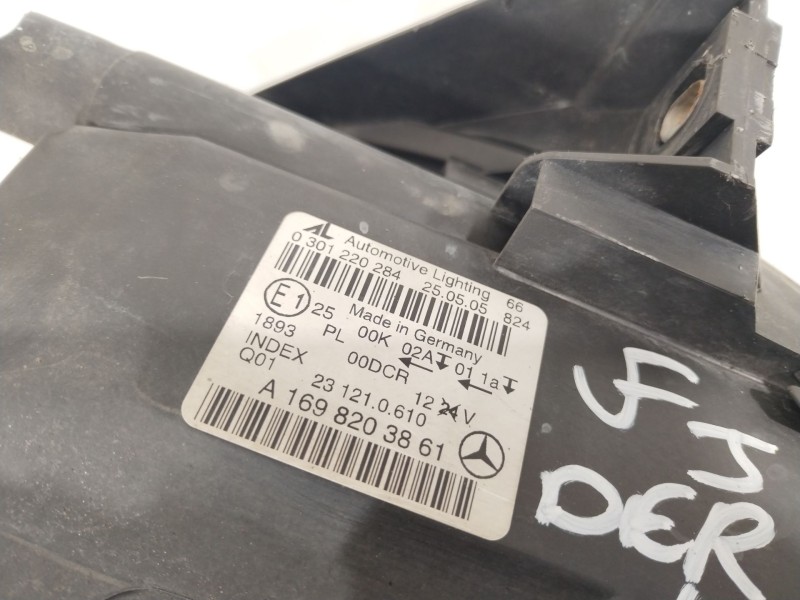 AL Automotive Lighting 66
0 301 220 284 25.05.05 824
E1 25 Made in Germany
1893 PL 00K 02A 01 1a
INDEX 00DCR
Q01 23 121.0.610 12 24 V
A 169 820 38 61
DER